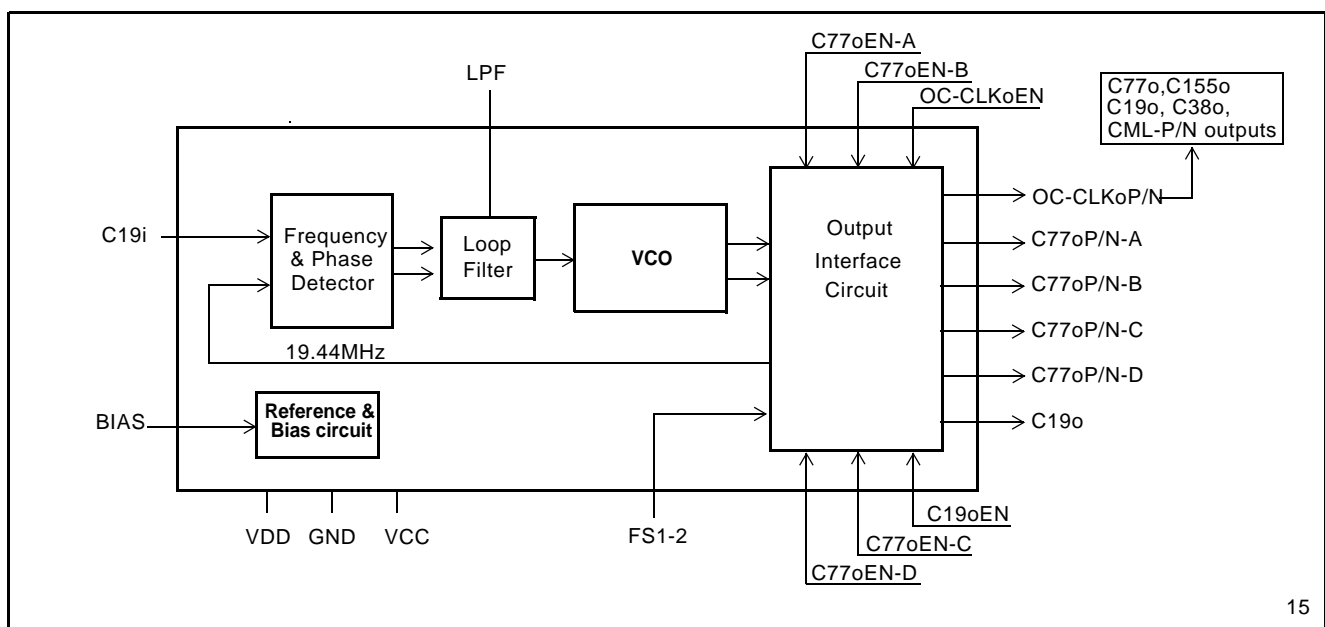 C77oEN-A
C77oEN-B
OC-CLKoEN
LPF
C77o,C155o
C19o, C38o,
CML-P/N outputs
C19i
Frequency
& Phase
Detector
Loop
Filter
VCO
Output
Interface
Circuit
OC-CLKoP/N
C77oP/N-A
C77oP/N-B
C77oP/N-C
C77oP/N-D
C19o
19.44MHz
BIAS
Reference &
Bias circuit
VDD
GND
VCC
FS1-2
C19oEN
C77oEN-C
C77oEN-D
15